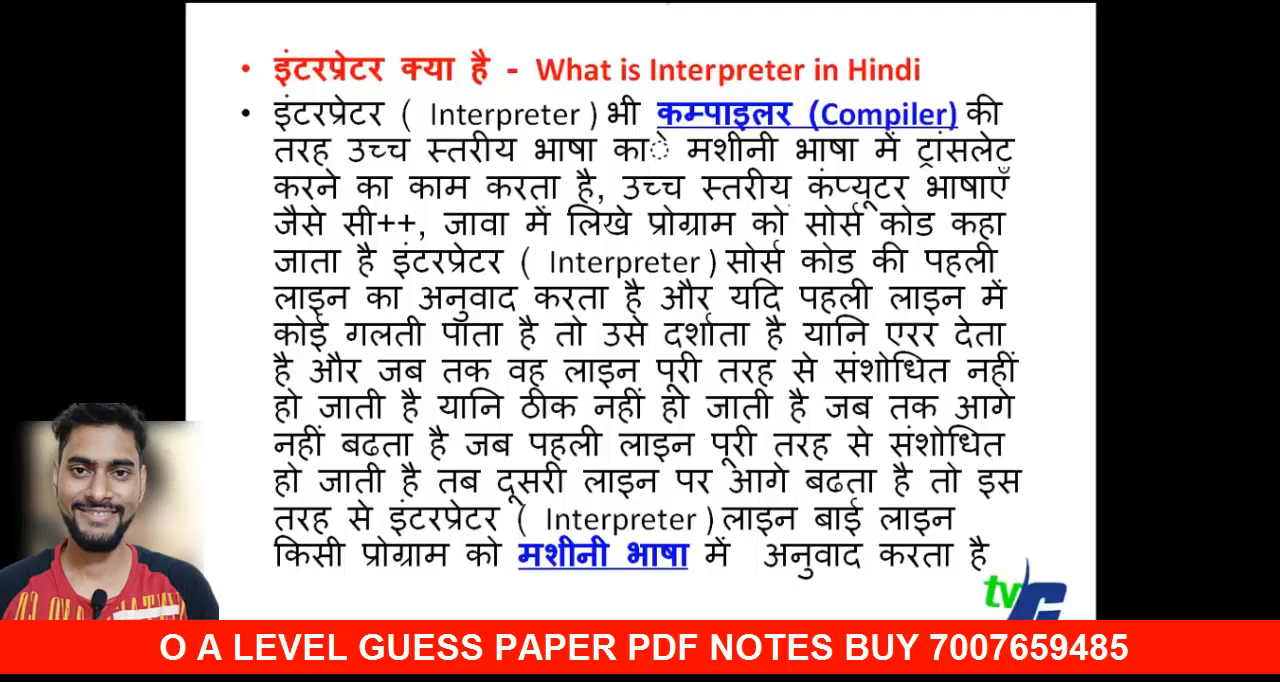 • इंटरप्रेटर क्या है - What is Interpreter in Hindi
• इंटरप्रेटर ( Interpreter ) भी कम्पाइलर (Compiler) की
तरह उच्च स्तरीय भाषा काे मशीनी भाषा में ट्रांसलेट
करने का काम करता है, उच्च स्तरीय कंप्यूटर भाषाएँ
जैसे सी++, जावा में लिखे प्रोग्राम को सोर्स कोड कहा
जाता है इंटरप्रेटर ( Interpreter ) सोर्स कोड की पहली
लाइन का अनुवाद करता है और यदि पहली लाइन में
कोई गलती पाता है तो उसे दर्शाता है यानि एरर देता
है और जब तक वह लाइन पूरी तरह से संशोधित नहीं
हो जाती है यानि ठीक नहीं हो जाती है जब तक आगे
नहीं बढता है जब पहली लाइन पूरी तरह से संशोधित
हो जाती है तब दूसरी लाइन पर आगे बढता है तो इस
तरह से इंटरप्रेटर ( Interpreter ) लाइन बाई लाइन
किसी प्रोग्राम को मशीनी भाषा में अनुवाद करता है
tvG
O A LEVEL GUESS PAPER PDF NOTES BUY 7007659485